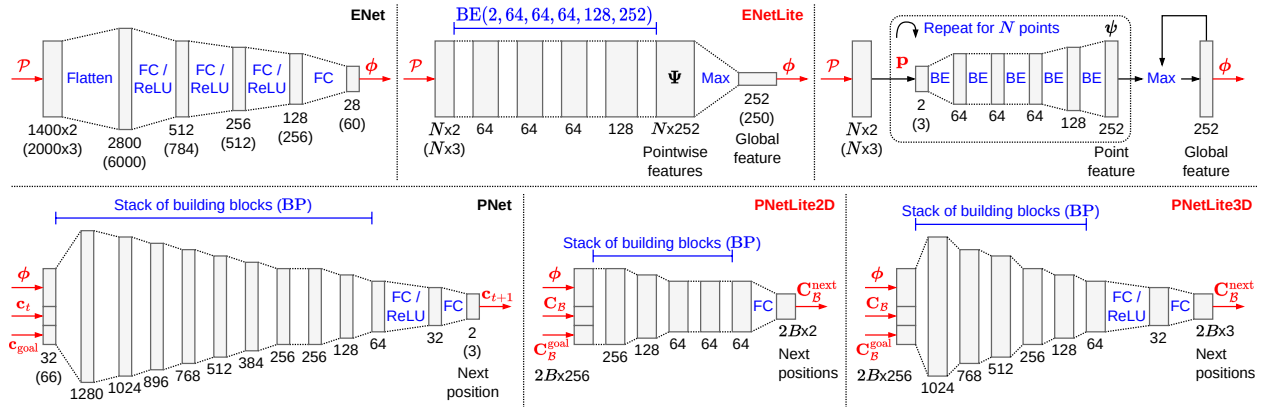 ENet
𝒫
Flatten
FC/
ReLU
FC/
ReLU
FC/
ReLU
FC
ϕ
1400x2
(2000x3)
2800
(6000)
512
(784)
256
(512)
128
(256)
28
(60)
BE(2, 64, 64, 64, 128, 252)
ENetLite
𝒫
Ψ
Max
ϕ
Nx2
(Nx3)
64
64
64
128
Nx252
Pointwise
features
252
(250)
Global
feature
Repeat for N points
ψ
𝒫
p
BE
BE
BE
BE
BE
Max
ϕ
Nx2
(Nx3)
2
(3)
64
64
64
128
252
Point
feature
252
Global
feature
Stack of building blocks (BP)
PNet
ϕ
c_t
c_goal
FC /
ReLU
FC
c_{t+1}
32
(66)
1280
1024
896
768
512
384
256
256
128
64
32
2
(3)
Next
position
PNetLite2D
Stack of building blocks (BP)
ϕ
C_ℬ
C_ℬ^goal
2Bx256
256
128
64
64
64
FC
C_ℬ^next
2Bx2
Next
positions
PNetLite3D
Stack of building blocks (BP)
ϕ
C_ℬ
C_ℬ^goal
2Bx256
1024
768
512
256
128
64
FC /
ReLU
32
FC
C_ℬ^next
2Bx3
Next
positions